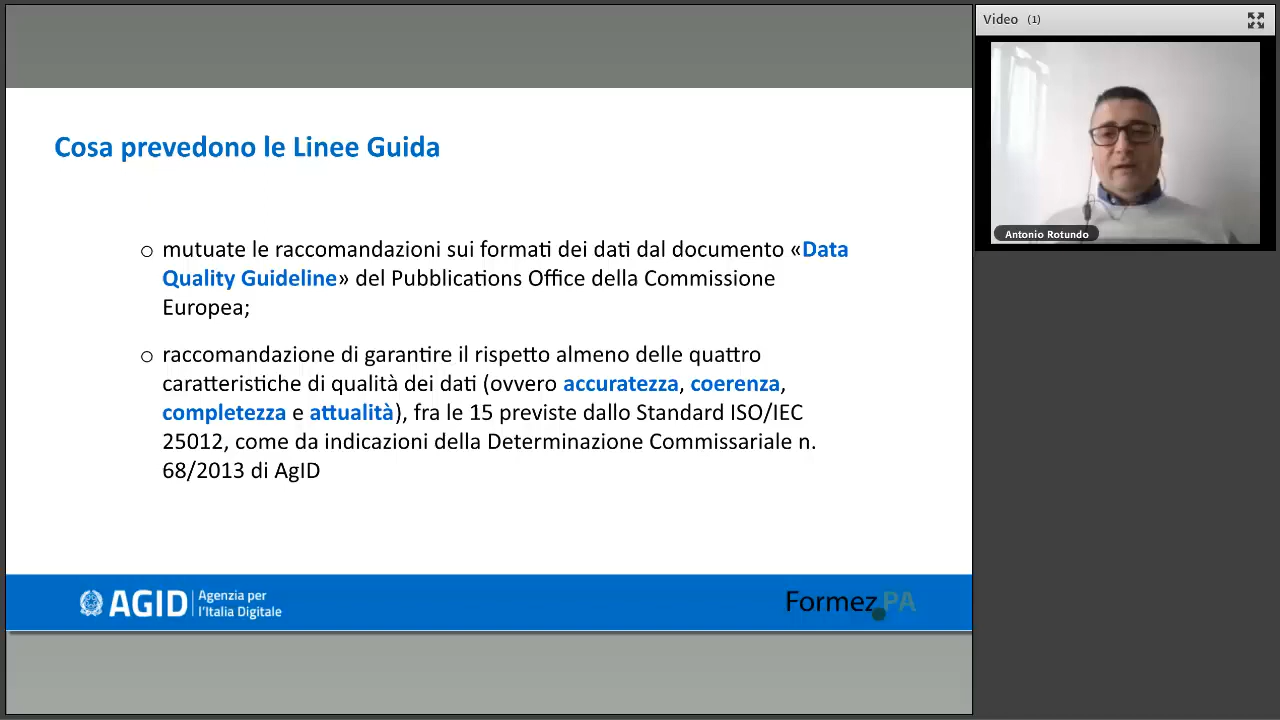 Cosa prevedono le Linee Guida
o mutuate le raccomandazioni sui formati dei dati dal documento «Data
Quality Guideline» del Pubblications Office della Commissione
Europea;
o raccomandazione di garantire il rispetto almeno delle quattro
caratteristiche di qualità dei dati (ovvero accuratezza, coerenza,
completezza e attualità), fra le 15 previste dallo Standard ISO/IEC
25012, come da indicazioni della Determinazione Commissariale n.
68/2013 di AgID
AGID
Agenzia per
l'Italia Digitale
Formez PA
Video (1)
Antonio Rotundo